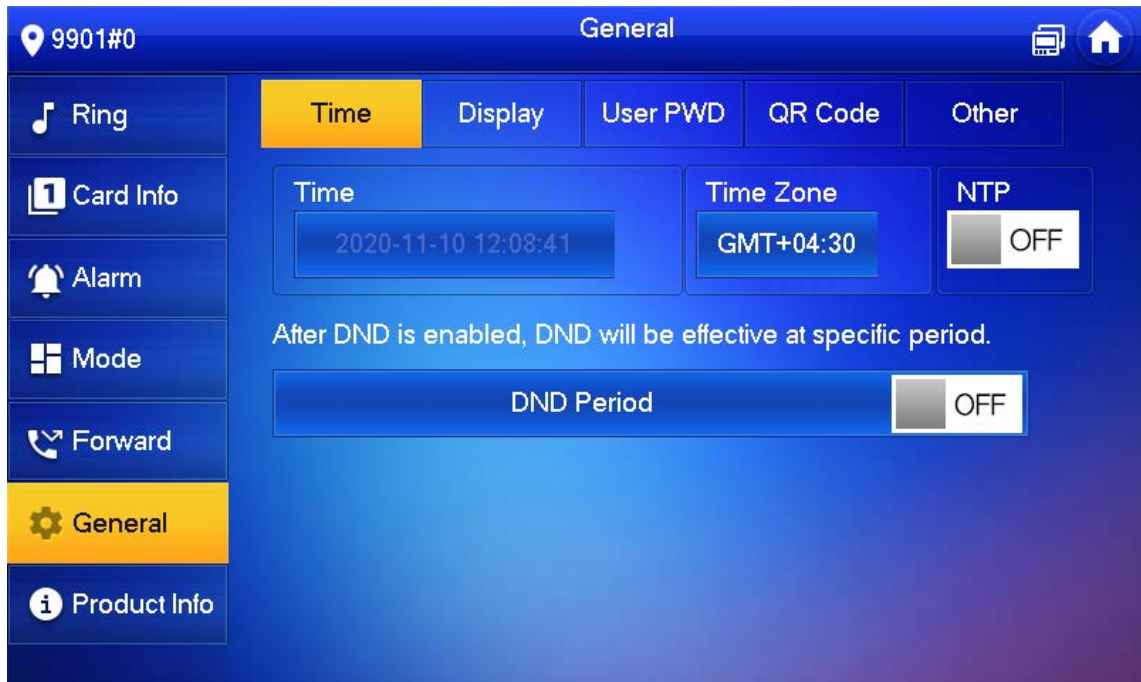 9901#0
General
Ring
Card Info
Alarm
Mode
Forward
General
Product Info
Time Display User PWD QR Code Other
Time Time Zone NTP
2020-11-10 12:08:41 GMT+04:30 OFF
After DND is enabled, DND will be effective at specific period.
DND Period OFF